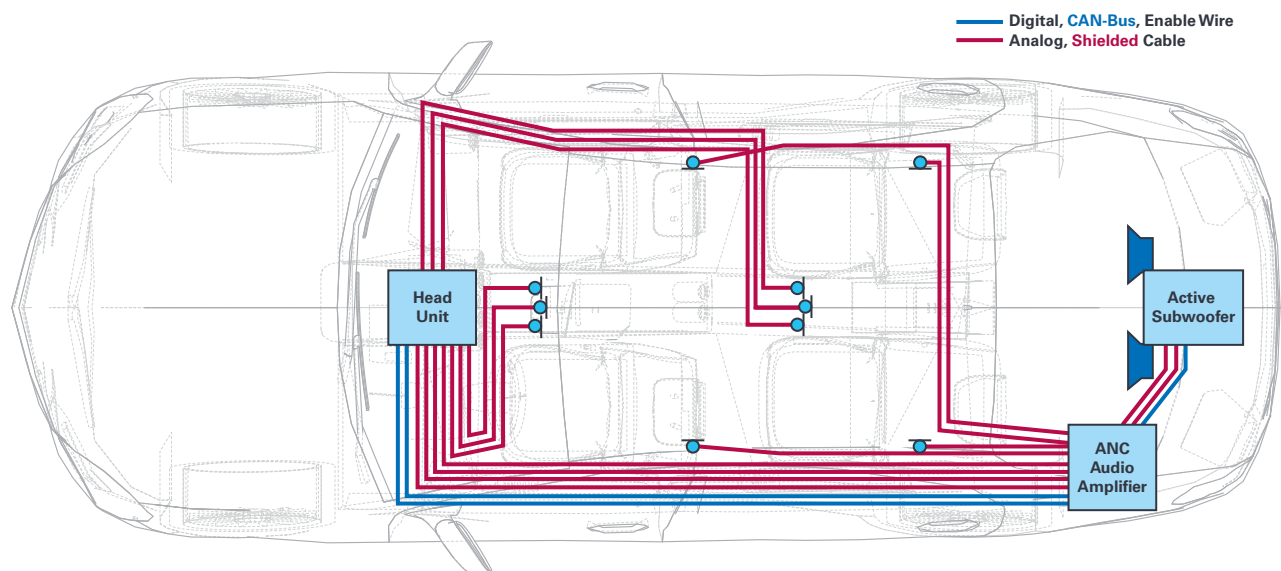 Digital, CAN-Bus, Enable Wire
Analog, Shielded Cable
Head
Unit
Active
Subwoofer
ANC
Audio
Amplifier